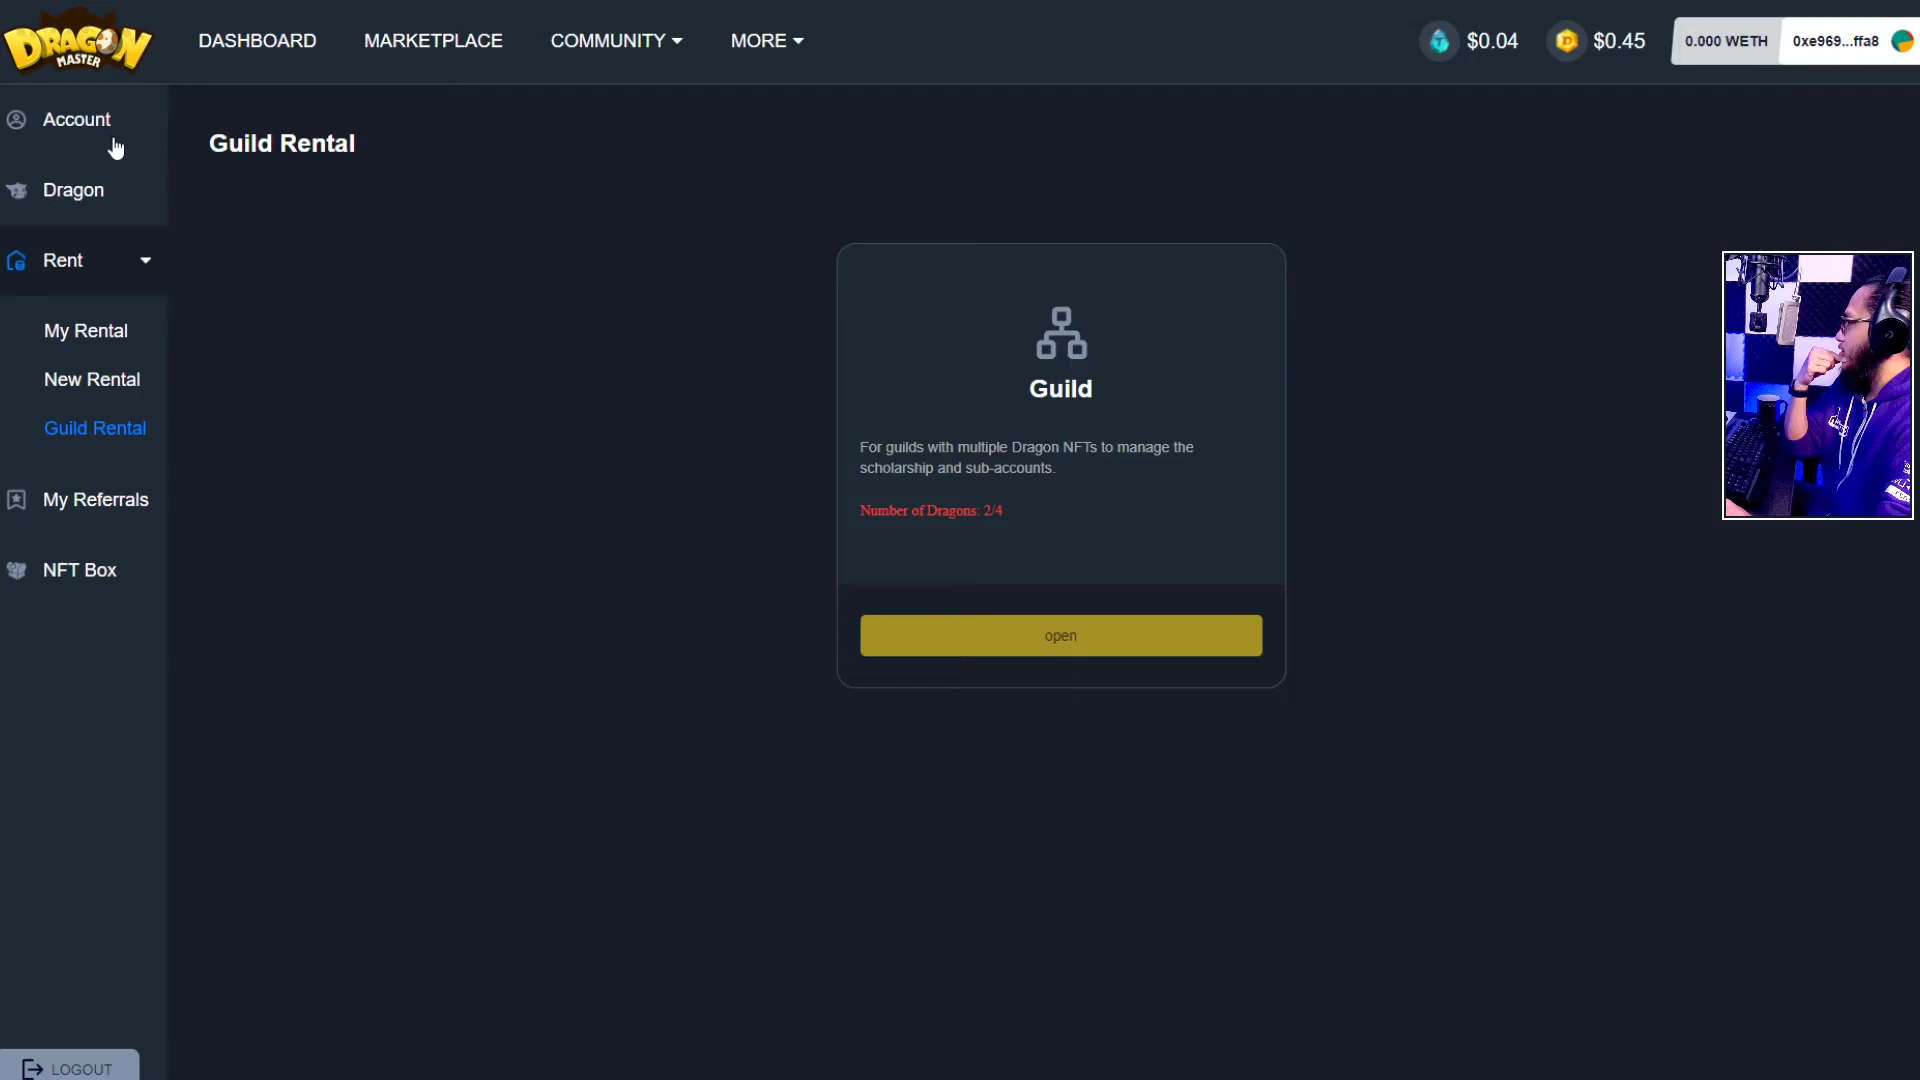 DRAGON
MASTER
DASHBOARD
MARKETPLACE
COMMUNITY
MORE
$0.04
$0.45
0.000 WETH
0xe969...ffa8
Account
Dragon
Rent
My Rental
New Rental
Guild Rental
My Referrals
NFT Box
LOGOUT
Guild Rental
Guild
For guilds with multiple Dragon NFTs to manage the
scholarship and sub-accounts.
Number of Dragons: 2/4
open